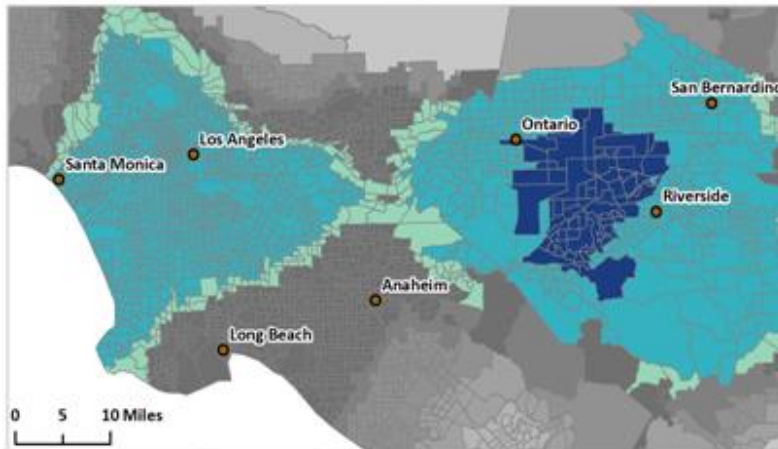 San Bernardino
Ontario
Los Angeles
Santa Monica
Riverside
Anaheim
Long Beach
0 5 10 Miles